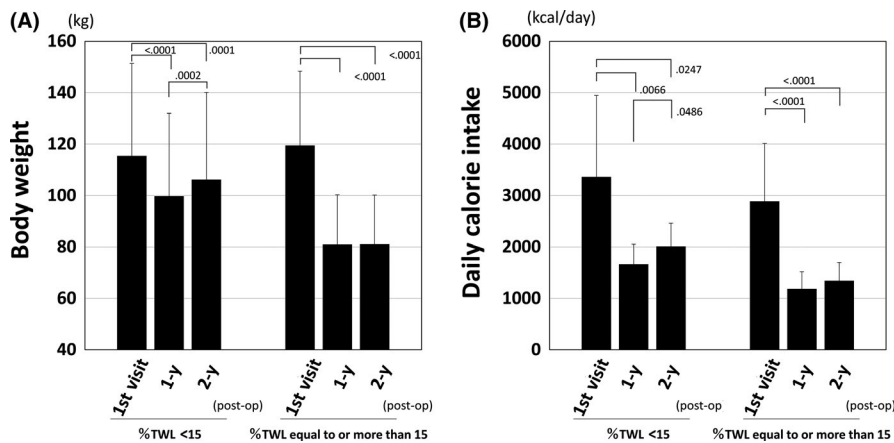 (A)
(kg)
Body weight
160
140
120
100
80
60
40
<.0001
.0001
.0002
<.0001
<.0001
1st visit
1-y
2-y
(post-op)
%TWL <15
1st visit
1-y
2-y
(post-op)
%TWL equal to or more than 15
(B)
(kcal/day)
Daily calorie intake
6000
5000
4000
3000
2000
1000
0
.0247
.0066
.0486
<.0001
<.0001
1st visit
1-y
2-y
(post-op
%TWL <15
1st visit
1-y
2-y
(post-op)
%TWL equal to or more than 15